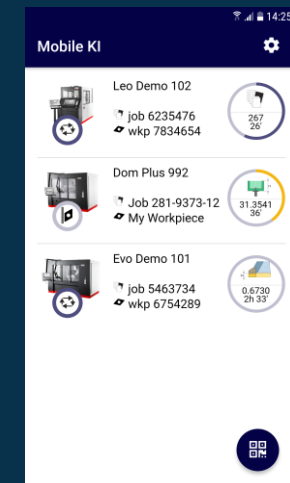 14:25
Mobile KI
Leo Demo 102
job 6235476
wkp 7834654
267
26'
Dom Plus 992
Job 281-9373-12
My Workpiece
31.3541
36'
Evo Demo 101
job 5463734
wkp 6754289
0.6730
2h 33'